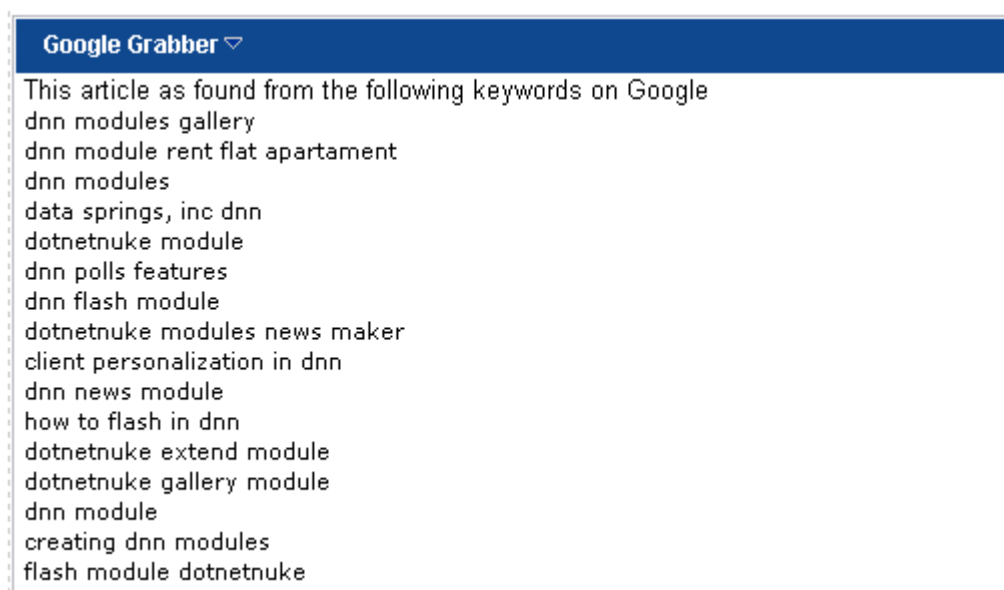 Google Grabber
This article as found from the following keywords on Google
dnn modules gallery
dnn module rent flat apartament
dnn modules
data springs, inc dnn
dotnetnuke module
dnn polls features
dnn flash module
dotnetnuke modules news maker
client personalization in dnn
dnn news module
how to flash in dnn
dotnetnuke extend module
dotnetnuke gallery module
dnn module
creating dnn modules
flash module dotnetnuke